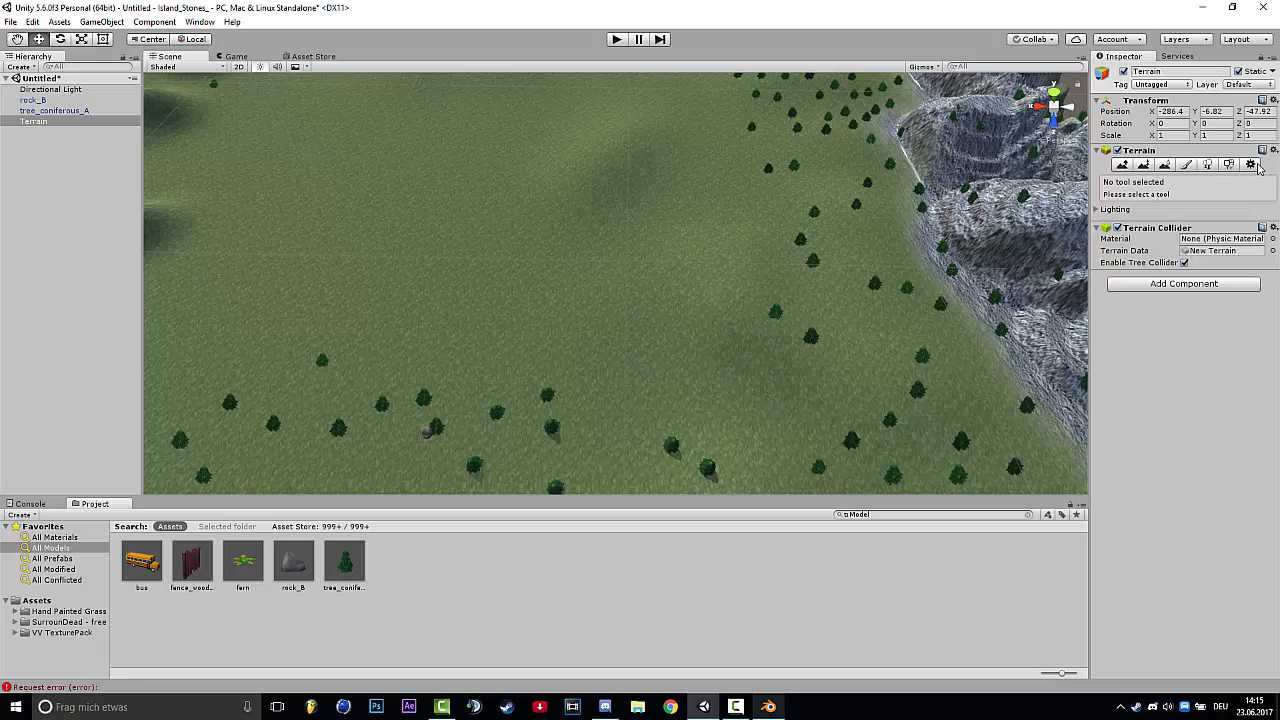 Unity 5.6.0f3 Personal (64bit) - Untitled - Island_Stones_ - PC, Mac & Linux Standalone* <DX11>
File Edit Assets GameObject Component Window Help
Center Local Collab Account Layers Layout
Hierarchy Scene Game Asset Store Inspector Services
Create All Shaded 2D Gizmos All Terrain Static
Untitled*
Tag Untagged Layer Default
Directional Light
rock_B
tree_coniferous_A
Terrain
Transform
Position X -286.4 Y -6.82 Z -47.92
Rotation X 0 Y 0 Z 0
Scale X 1 Y 1 Z 1
Terrain
No tool selected
Please select a tool
Lighting
Terrain Collider
Material None (Physic Material
Terrain Data New Terrain
Enable Tree Collider
Add Component
y
x
z
Persp
Console Project
Create t:Model
Favorites
All Materials
All Models
All Prefabs
All Modified
All Conflicted
Search: Assets Selected folder Asset Store: 999+ / 999+
bus fence_wood... fern rock_B tree_conife...
Assets
Hand Painted Grass
SurrounDead - free
VV TexturePack
Request error (error):
Frag mich etwas
Ps Ae
DEU 14:15
23.06.2017